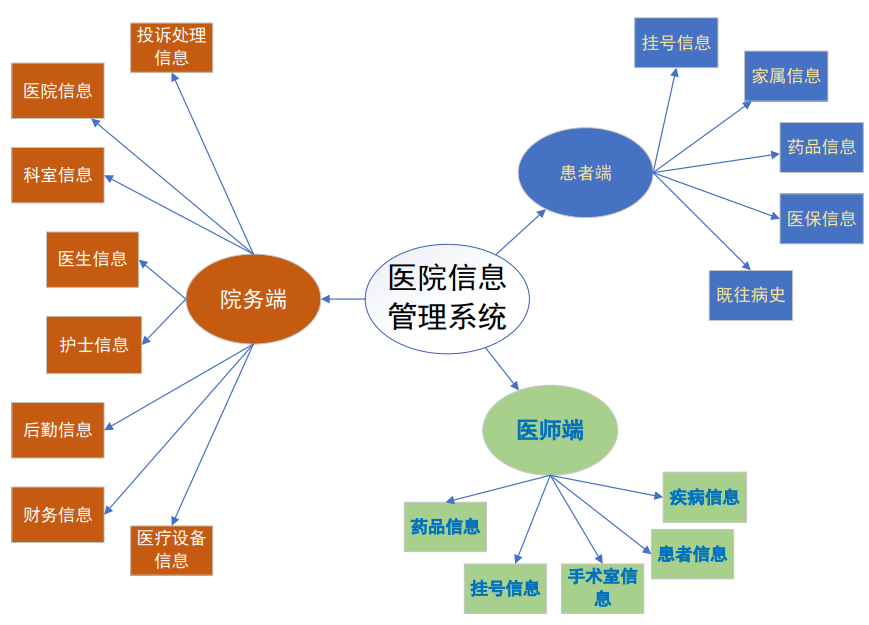 投诉处理
信息
医院信息
科室信息
医生信息
护士信息
后勤信息
财务信息
医疗设备
信息
院务端
医院信息
管理系统
患者端
挂号信息
家属信息
药品信息
医保信息
既往病史
医师端
药品信息
挂号信息
手术室信
息
患者信息
疾病信息